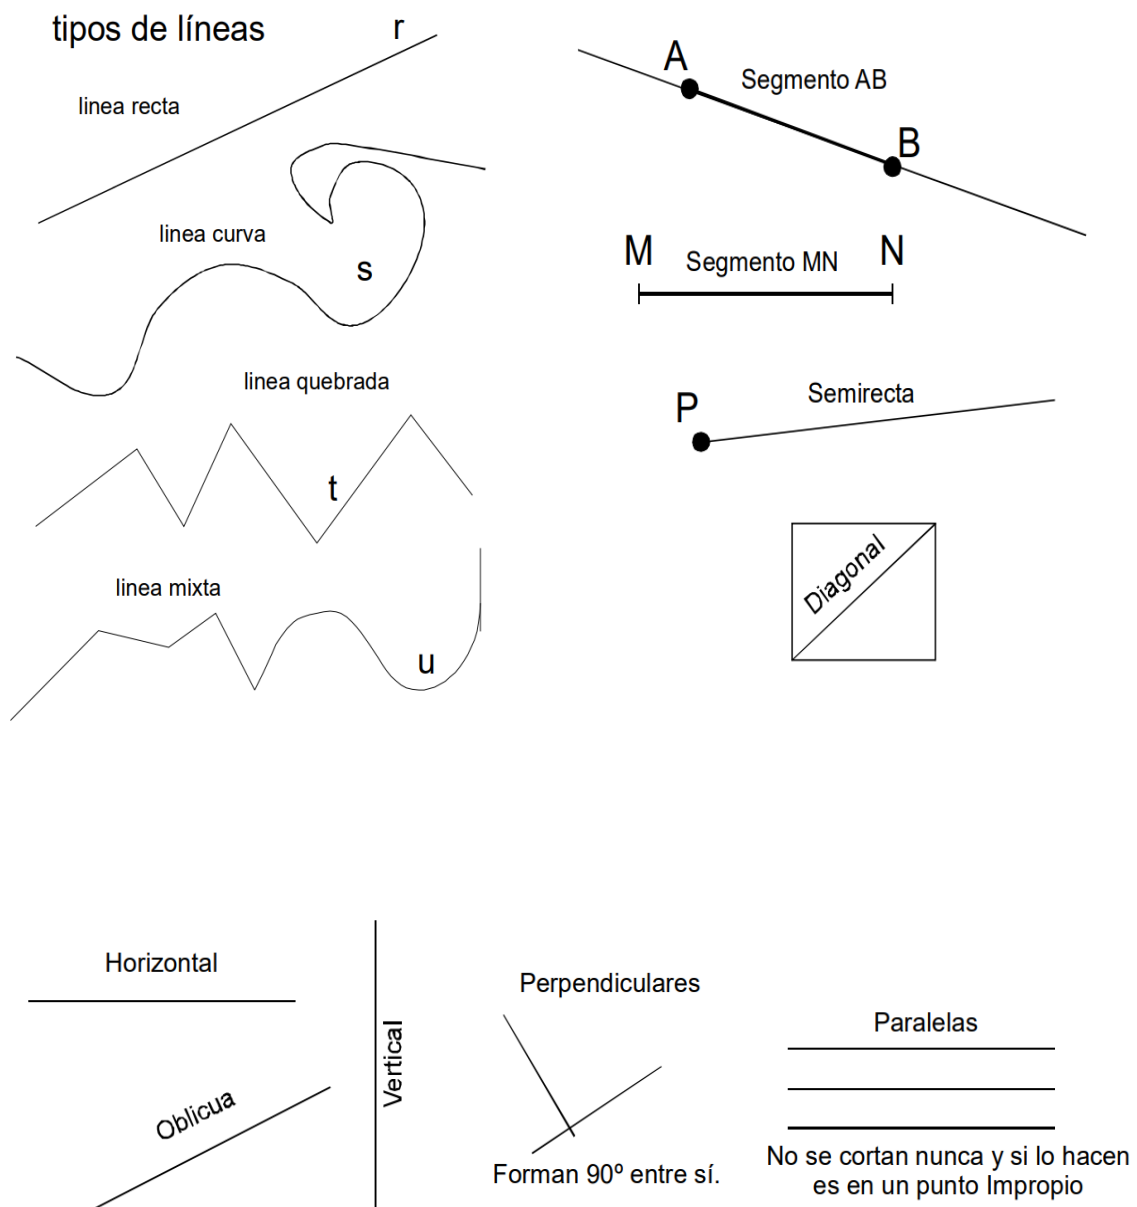 tipos de líneas
r
linea recta
linea curva
s
linea quebrada
t
linea mixta
u
A
Segmento AB
B
M
Segmento MN
N
P
Semirecta
Diagonal
Horizontal
Oblicua
Vertical
Perpendiculares
Forman 90º entre sí.
Paralelas
No se cortan nunca y si lo hacen
es en un punto Impropio